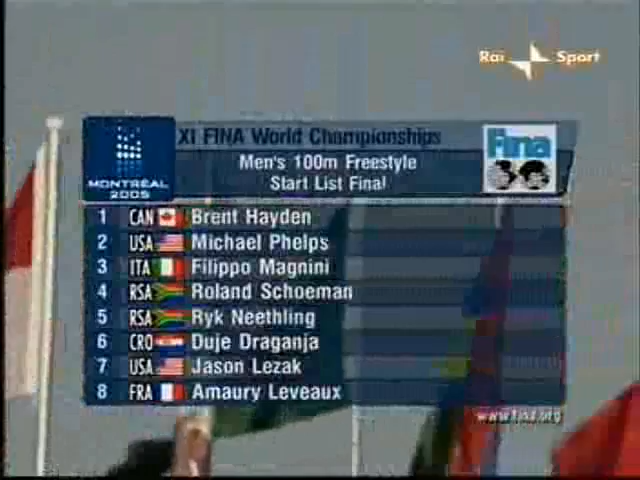 Rai Sport
XI FINA World Championships
Men's 100m Freestyle
Start List Final
MONTRÉAL
2005
Fina
1 CAN Brent Hayden
2 USA Michael Phelps
3 ITA Filippo Magnini
4 RSA Roland Schoeman
5 RSA Ryk Neethling
6 CRO Duje Draganja
7 USA Jason Lezak
8 FRA Amaury Leveaux
www.fina.org